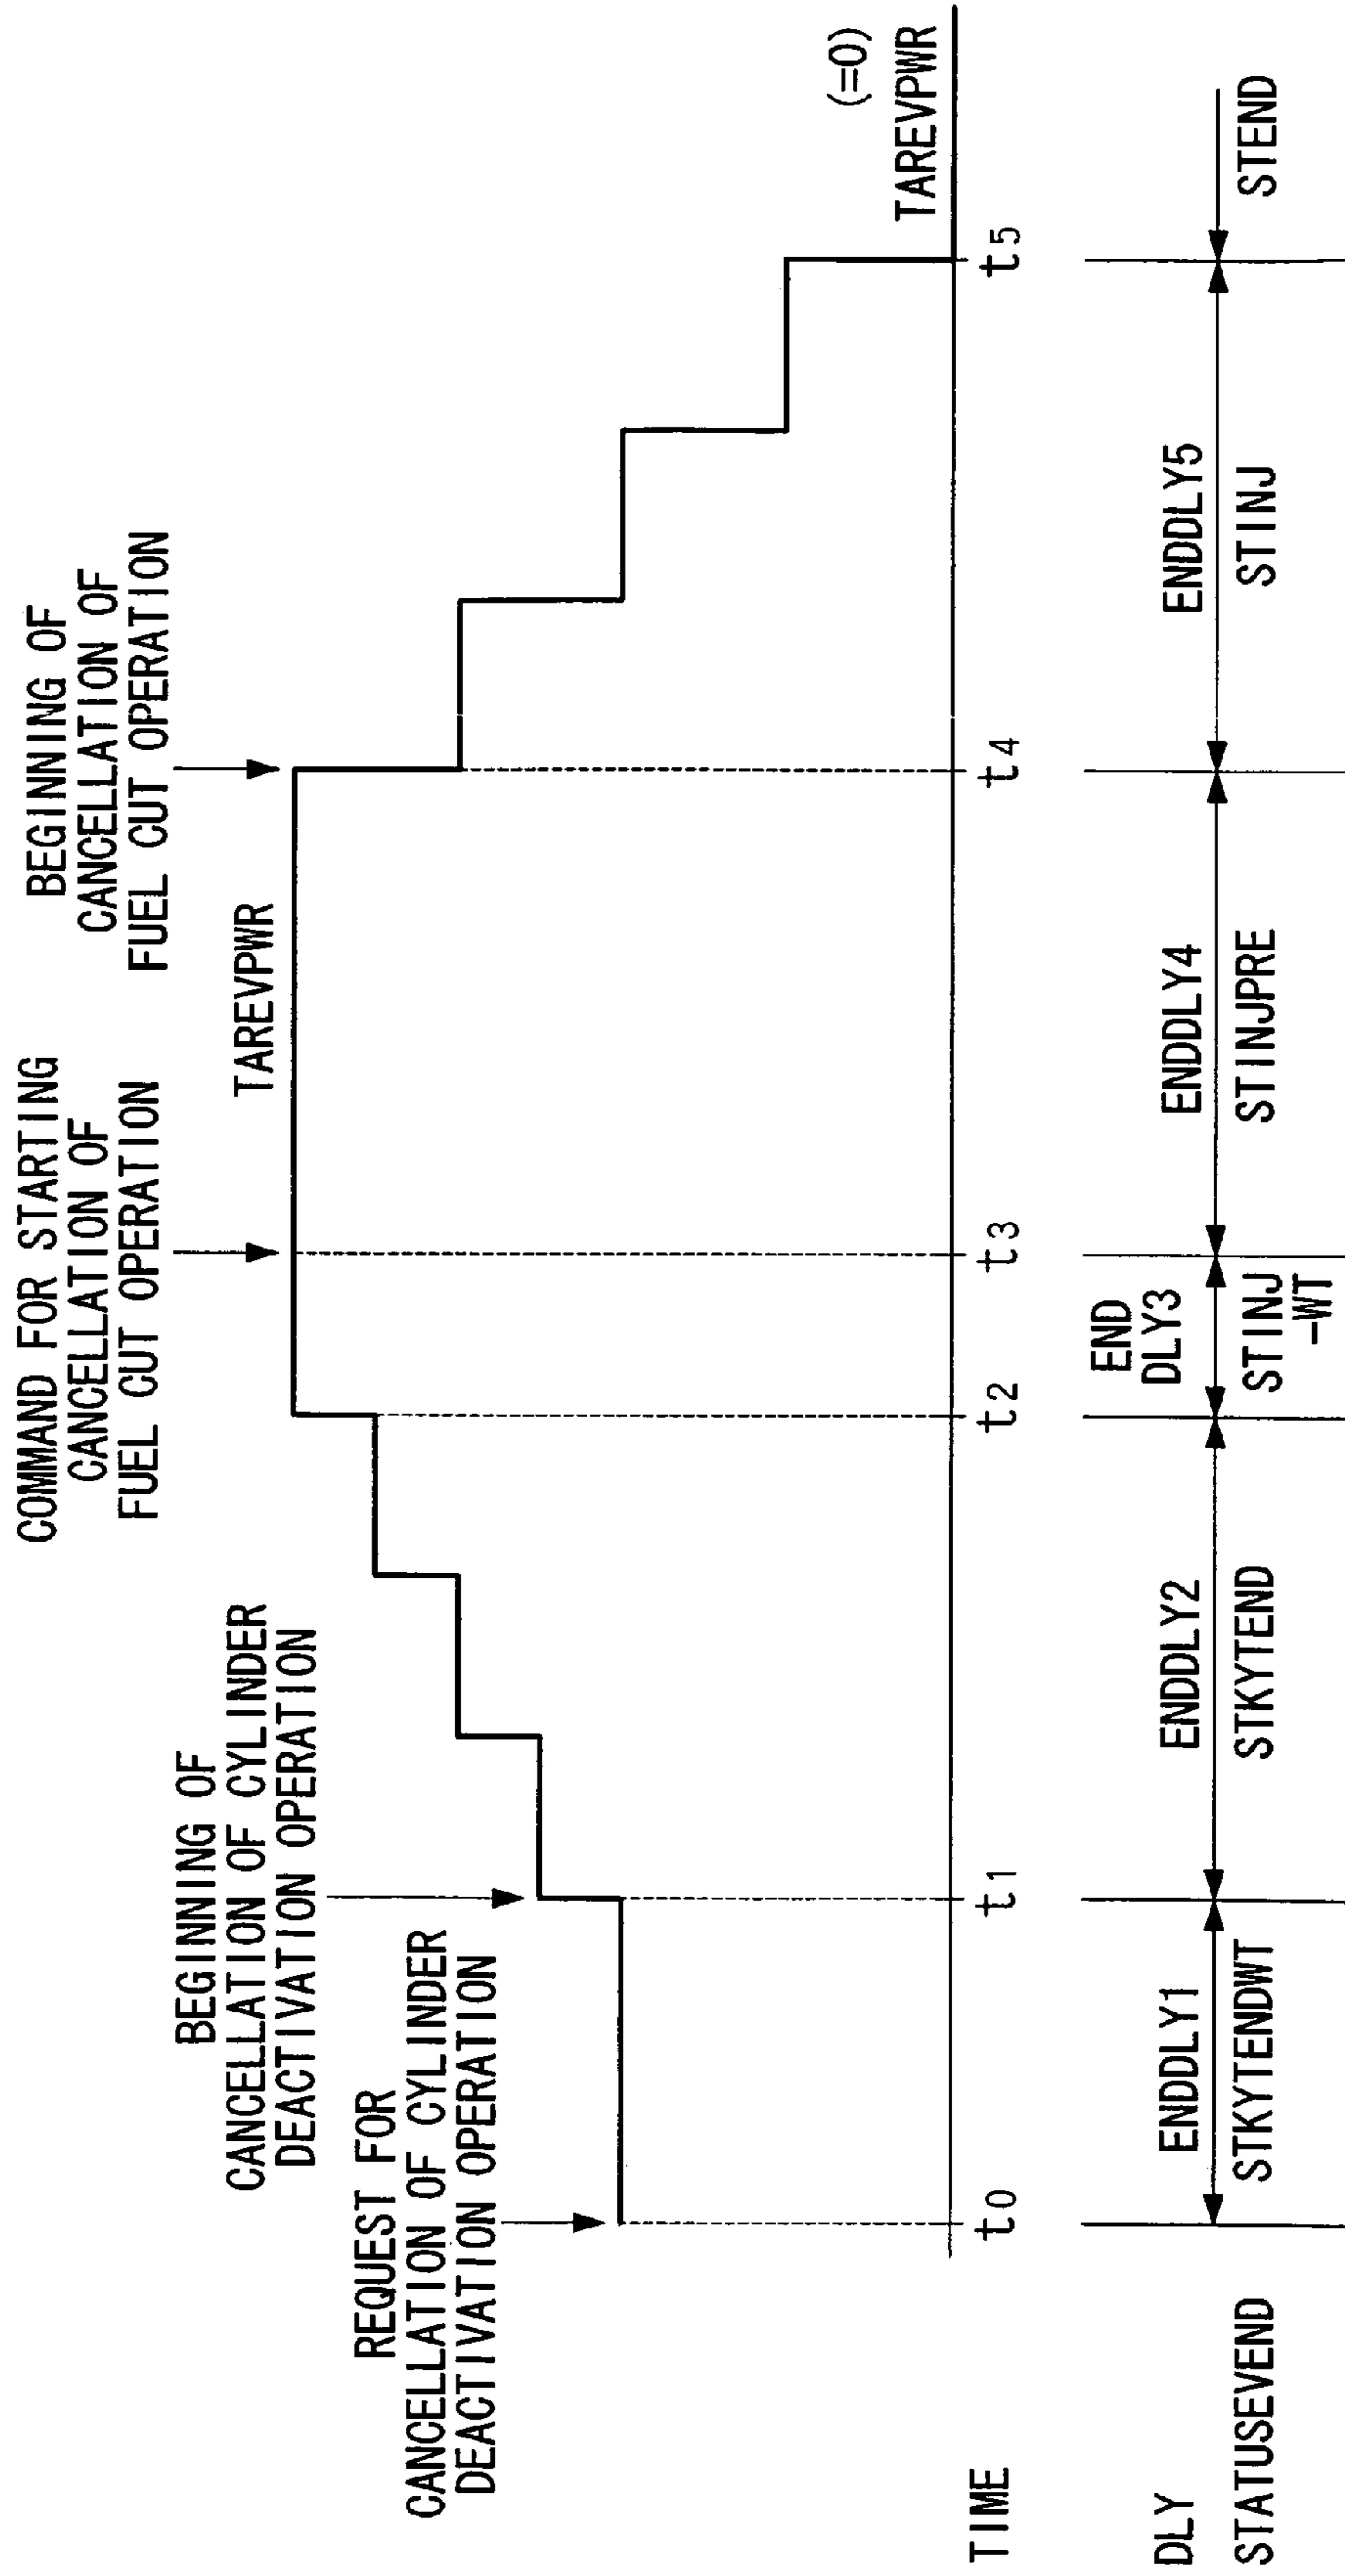 REQUEST FOR
CANCELLATION OF CYLINDER
DEACTIVATION OPERATION
BEGINNING OF
CANCELLATION OF CYLINDER
DEACTIVATION OPERATION
COMMAND FOR STARTING
CANCELLATION OF
FUEL CUT OPERATION
BEGINNING OF
CANCELLATION OF
FUEL CUT OPERATION
TAREVPWR
(=0)
TAREVPWR
TIME
t0
t1
t2
t3
t4
t5
DLY
ENDDLY1
ENDDLY2
END
DLY3
ENDDLY4
ENDDLY5
STATUSEVEND
STKYTENDWT
STKYTEND
STINJ
-WT
STINJPRE
STINJ
STEND